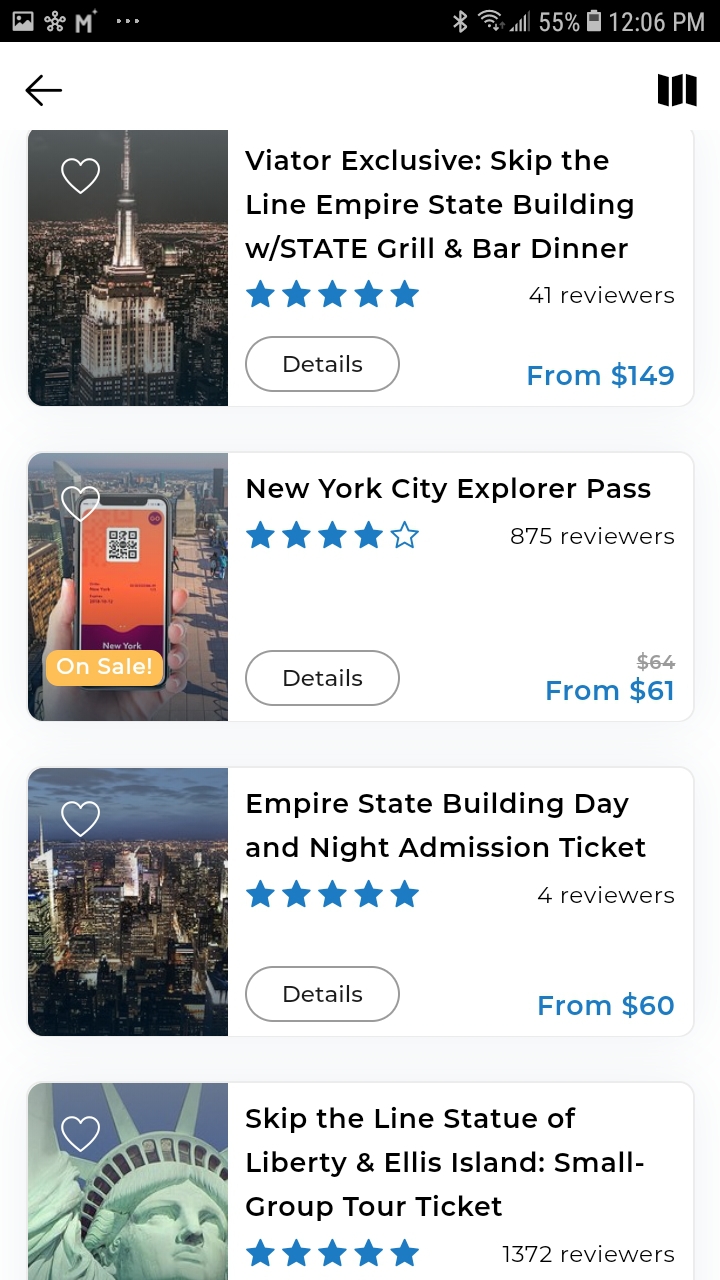 55% 12:06 PM
Viator Exclusive: Skip the
Line Empire State Building
w/STATE Grill & Bar Dinner
41 reviewers
Details
From $149
New York City Explorer Pass
875 reviewers
New York
On Sale!
Details
$64
From $61
Empire State Building Day
and Night Admission Ticket
4 reviewers
Details
From $60
Skip the Line Statue of
Liberty & Ellis Island: Small-
Group Tour Ticket
1372 reviewers